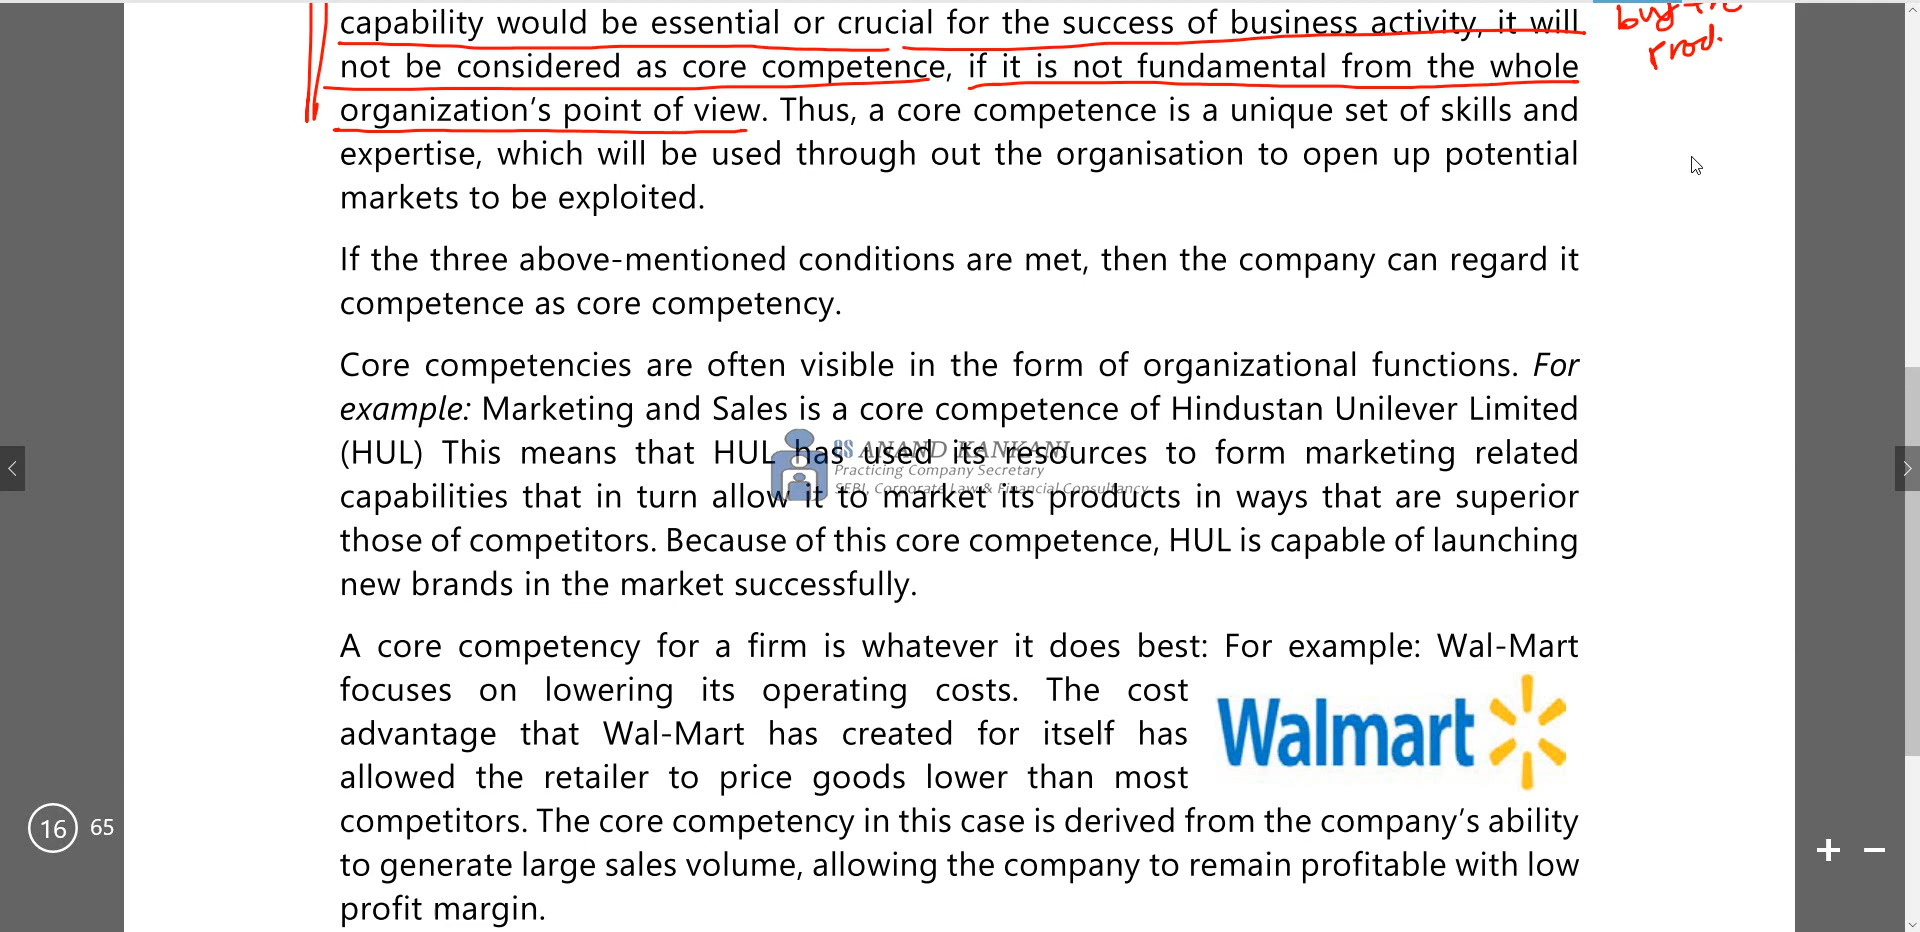 capability would be essential or crucial for the success of business activity, it will
not be considered as core competence, if it is not fundamental from the whole
organization's point of view. Thus, a core competence is a unique set of skills and
expertise, which will be used through out the organisation to open up potential
markets to be exploited.
If the three above-mentioned conditions are met, then the company can regard it
competence as core competency.
Core competencies are often visible in the form of organizational functions. For
example: Marketing and Sales is a core competence of Hindustan Unilever Limited
(HUL) This means that HUL has used its resources to form marketing related
capabilities that in turn allow it to market its products in ways that are superior
those of competitors. Because of this core competence, HUL is capable of launching
new brands in the market successfully.
A core competency for a firm is whatever it does best: For example: Wal-Mart
focuses on lowering its operating costs. The cost
advantage that Wal-Mart has created for itself has
allowed the retailer to price goods lower than most
competitors. The core competency in this case is derived from the company's ability
to generate large sales volume, allowing the company to remain profitable with low
profit margin.
Walmart
CS ANAND KANKANI
Practicing Company Secretary
SEBI, Corporate Law & Financial Consultancy
buy
Prod.
16 65